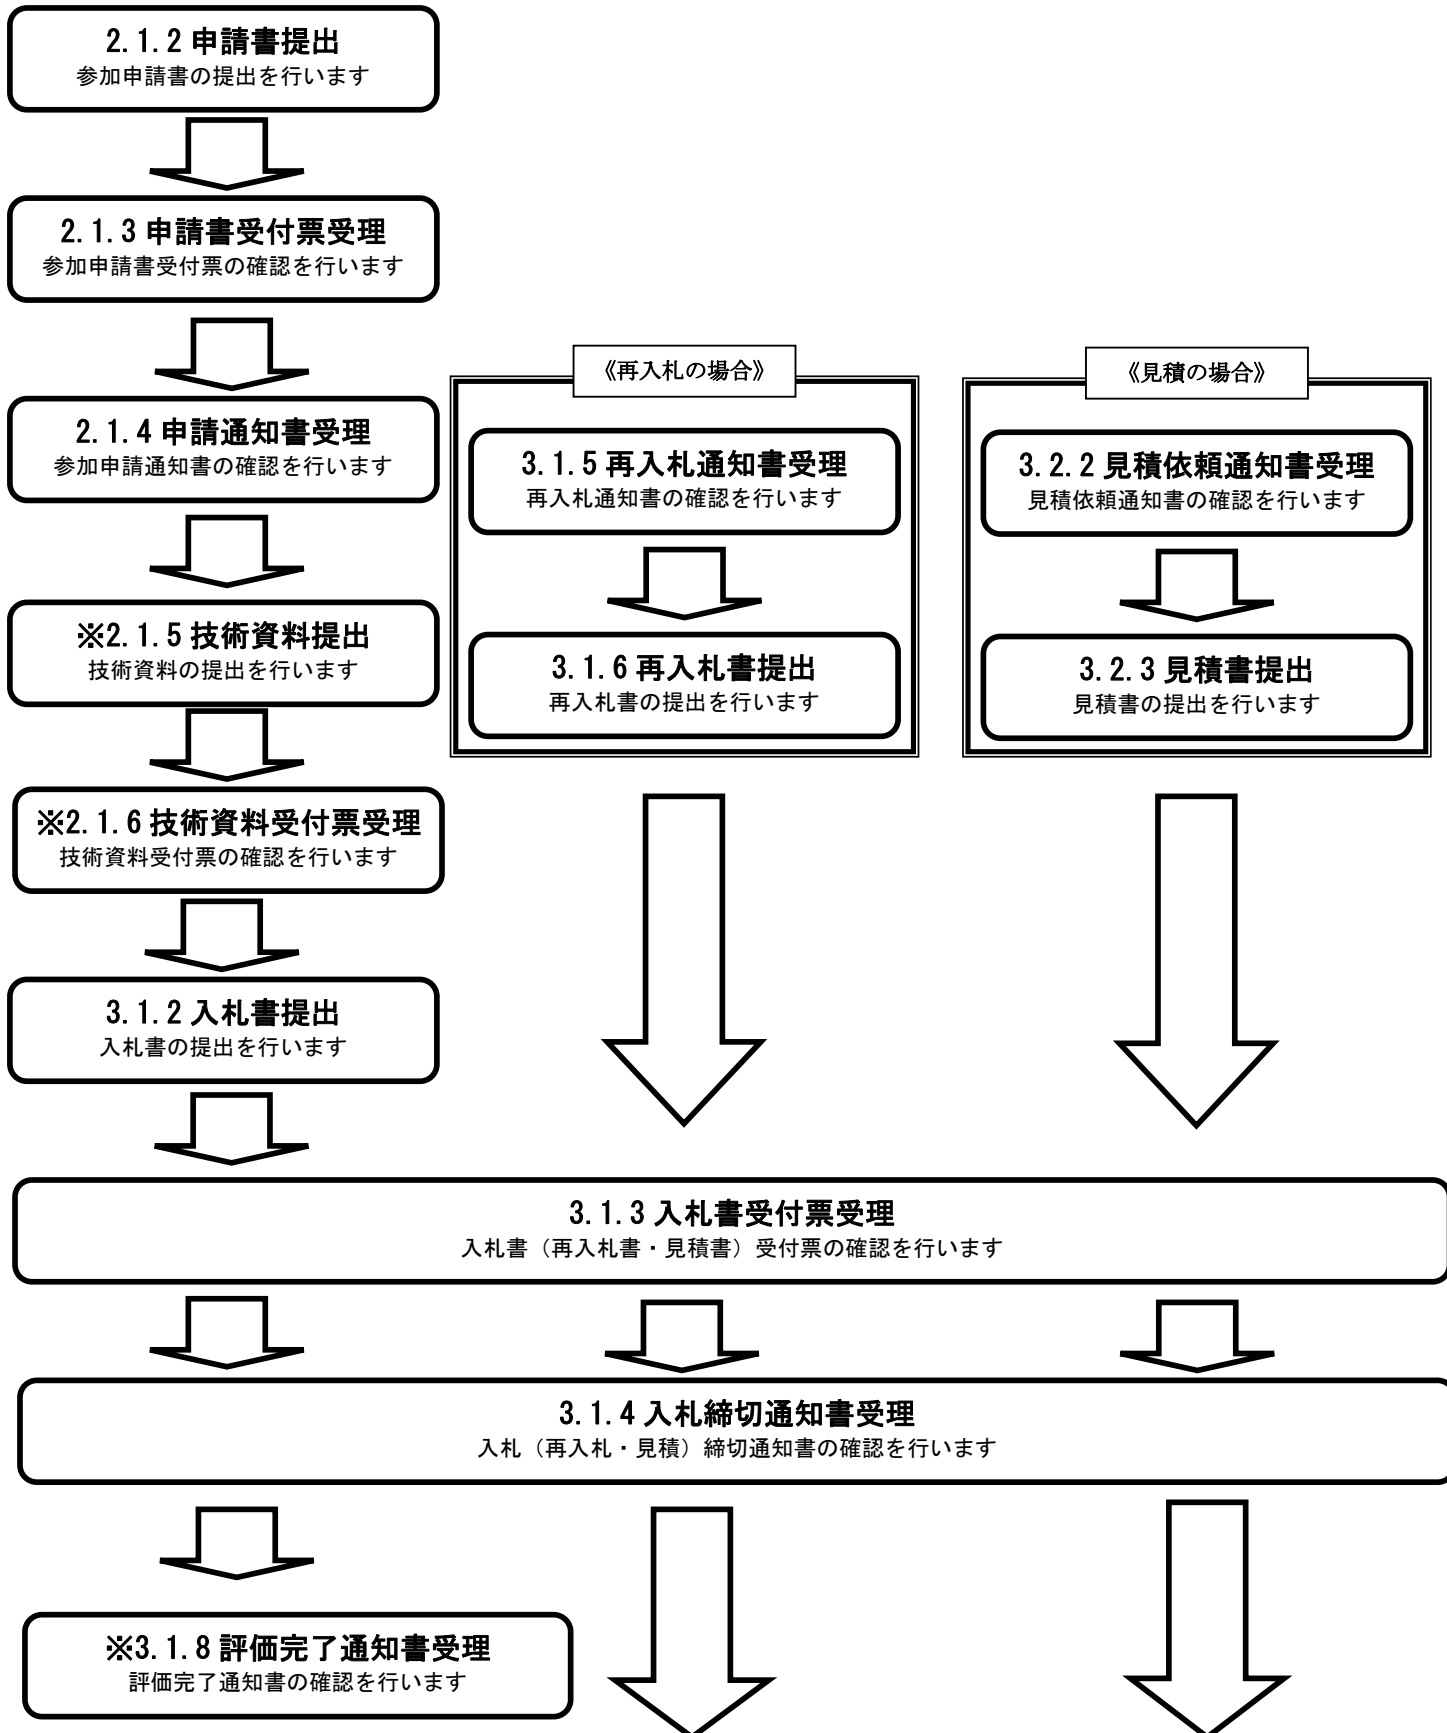 2.1.2 申請書提出
参加申請書の提出を行います
2.1.3 申請書受付票受理
参加申請書受付票の確認を行います
2.1.4 申請通知書受理
参加申請通知書の確認を行います
※2.1.5 技術資料提出
技術資料の提出を行います
※2.1.6 技術資料受付票受理
技術資料受付票の確認を行います
3.1.2 入札書提出
入札書の提出を行います
《再入札の場合》
3.1.5 再入札通知書受理
再入札通知書の確認を行います
3.1.6 再入札書提出
再入札書の提出を行います
《見積の場合》
3.2.2 見積依頼通知書受理
見積依頼通知書の確認を行います
3.2.3 見積書提出
見積書の提出を行います
3.1.3 入札書受付票受理
入札書（再入札書・見積書）受付票の確認を行います
3.1.4 入札締切通知書受理
入札（再入札・見積）締切通知書の確認を行います
※3.1.8 評価完了通知書受理
評価完了通知書の確認を行います